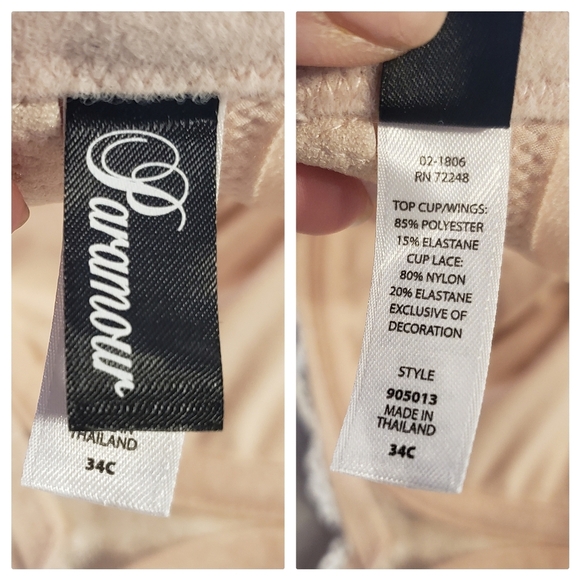 Paramour
THAILAND
34C
02-1806
RN 72248
TOP CUP/WINGS:
85% POLYESTER
15% ELASTANE
CUP LACE:
80% NYLON
20% ELASTANE
EXCLUSIVE OF
DECORATION
STYLE
905013
MADE IN
THAILAND
34C